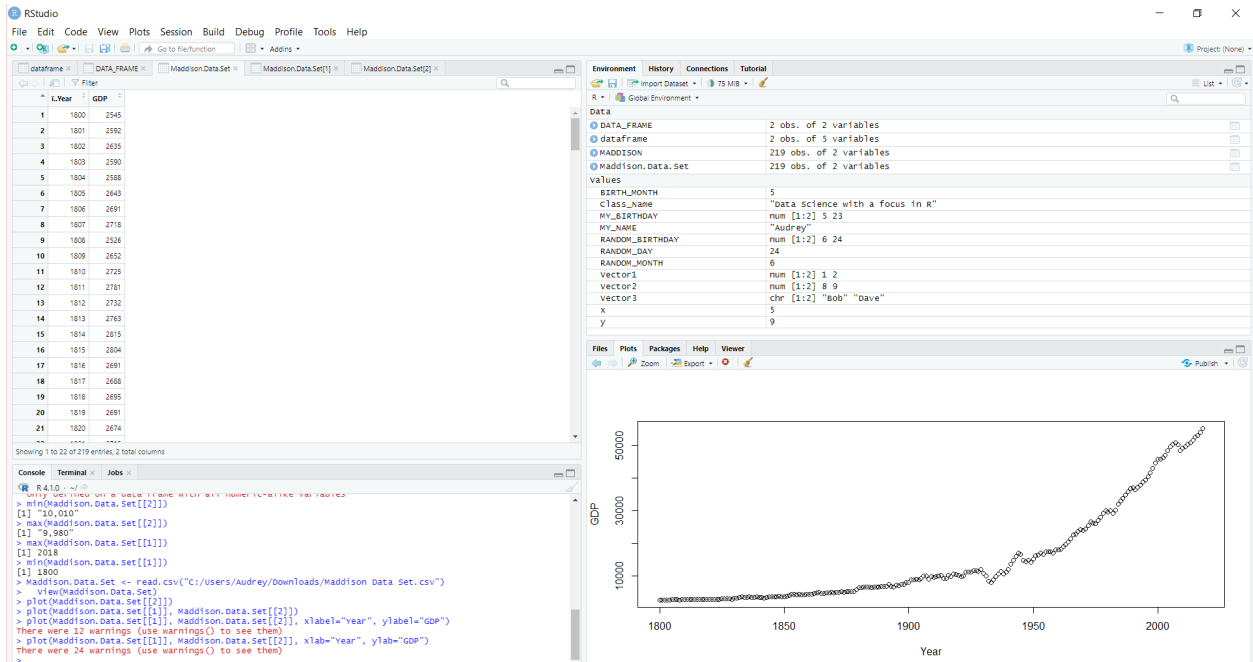 RStudio
File Edit Code View Plots Session Build Debug Profile Tools Help
Go to file/function Addins Project: (None)
dataframe DATA_FRAME Maddison.Data.Set Maddison.Data.Set[1] Maddison.Data.Set[2]
Filter
ï..Year GDP
1 1800 2545
2 1801 2592
3 1802 2635
4 1803 2590
5 1804 2588
6 1805 2643
7 1806 2691
8 1807 2718
9 1808 2526
10 1809 2652
11 1810 2725
12 1811 2781
13 1812 2732
14 1813 2763
15 1814 2815
16 1815 2804
17 1816 2691
18 1817 2688
19 1818 2695
20 1819 2691
21 1820 2674
Showing 1 to 22 of 219 entries, 2 total columns
Console Terminal Jobs
R 4.1.0 · ~/
only defined on a data frame with all numeric-alike variables
> min(Maddison.Data.Set[[2]])
[1] "10,010"
> max(Maddison.Data.Set[[2]])
[1] "9,980"
> max(Maddison.Data.Set[[1]])
[1] 2018
> min(Maddison.Data.Set[[1]])
[1] 1800
> Maddison.Data.Set <- read.csv("C:/Users/Audrey/Downloads/Maddison Data Set.csv")
> View(Maddison.Data.Set)
> plot(Maddison.Data.Set[[2]])
> plot(Maddison.Data.Set[[1]], Maddison.Data.Set[[2]])
> plot(Maddison.Data.Set[[1]], Maddison.Data.Set[[2]], xlabel="Year", ylabel="GDP")
There were 12 warnings (use warnings() to see them)
> plot(Maddison.Data.Set[[1]], Maddison.Data.Set[[2]], xlab="Year", ylab="GDP")
There were 24 warnings (use warnings() to see them)
>
Environment History Connections Tutorial
Import Dataset 75 MiB List
R Global Environment
Data
DATA_FRAME 2 obs. of 2 variables
dataframe 2 obs. of 5 variables
MADDISON 219 obs. of 2 variables
Maddison.Data.Set 219 obs. of 2 variables
Values
BIRTH_MONTH 5
Class_Name "Data Science with a focus in R"
MY_BIRTHDAY num [1:2] 5 23
MY_NAME "Audrey"
RANDOM_BIRTHDAY num [1:2] 6 24
RANDOM_DAY 24
RANDOM_MONTH 6
Vector1 num [1:2] 1 2
Vector2 num [1:2] 8 9
Vector3 chr [1:2] "Bob" "Dave"
x 5
y 9
Files Plots Packages Help Viewer
Zoom Export Publish
50000
30000
10000
GDP
1800 1850 1900 1950 2000
Year